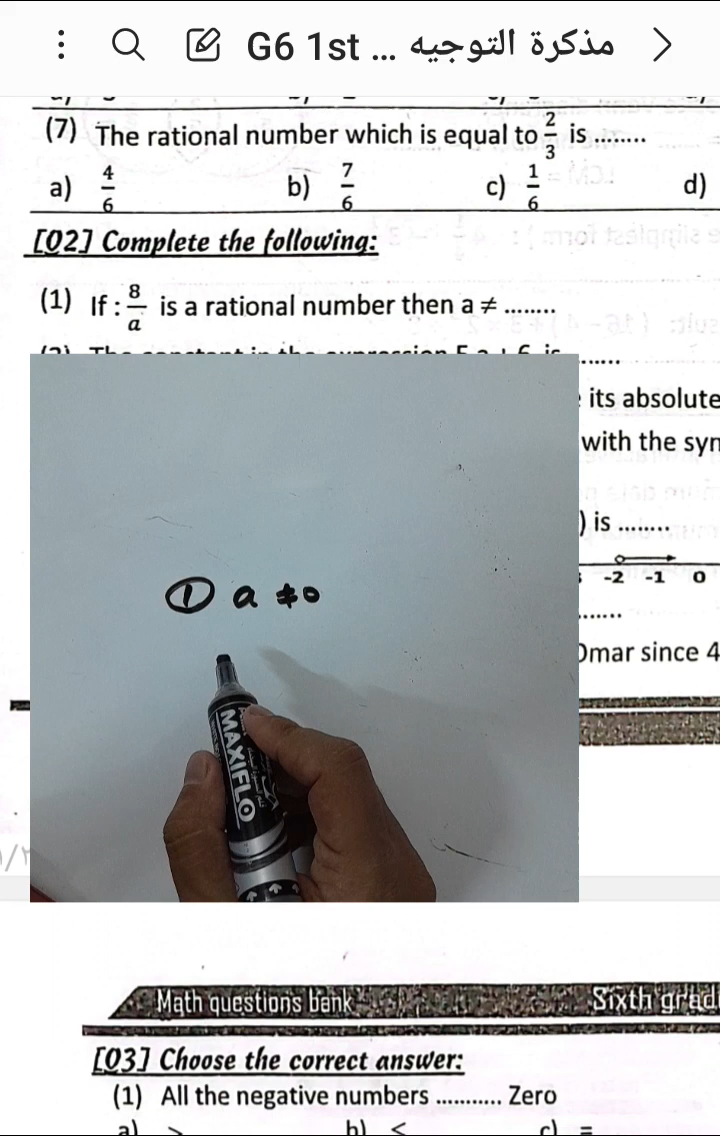 G6 1st ... مذكرة التوجيه
(7) The rational number which is equal to 2/3 is........
a) 4/6 b) 7/6 c) 1/6 d)
[Q2] Complete the following:
(1) If : 8/a is a rational number then a ≠ ........
its absolute
with the
) is ........
-2 -1 0
.......
Omar since 4
① a ≠ 0
MAXIFLO
Math questions bank Sixth grad
[Q3] Choose the correct answer:
(1) All the negative numbers ........... Zero
a) > b) < c) =